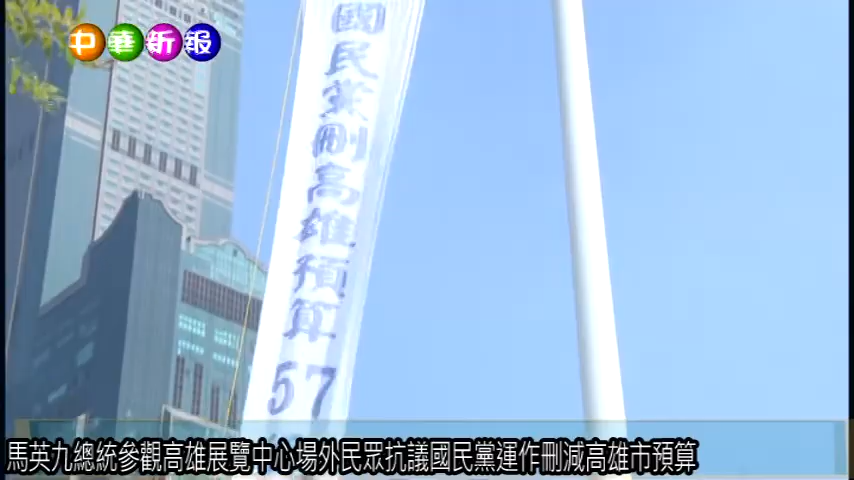 中華新報
國民黨刪高雄預算57
馬英九總統參觀高雄展覽中心場外民眾抗議國民黨運作刪減高雄市預算